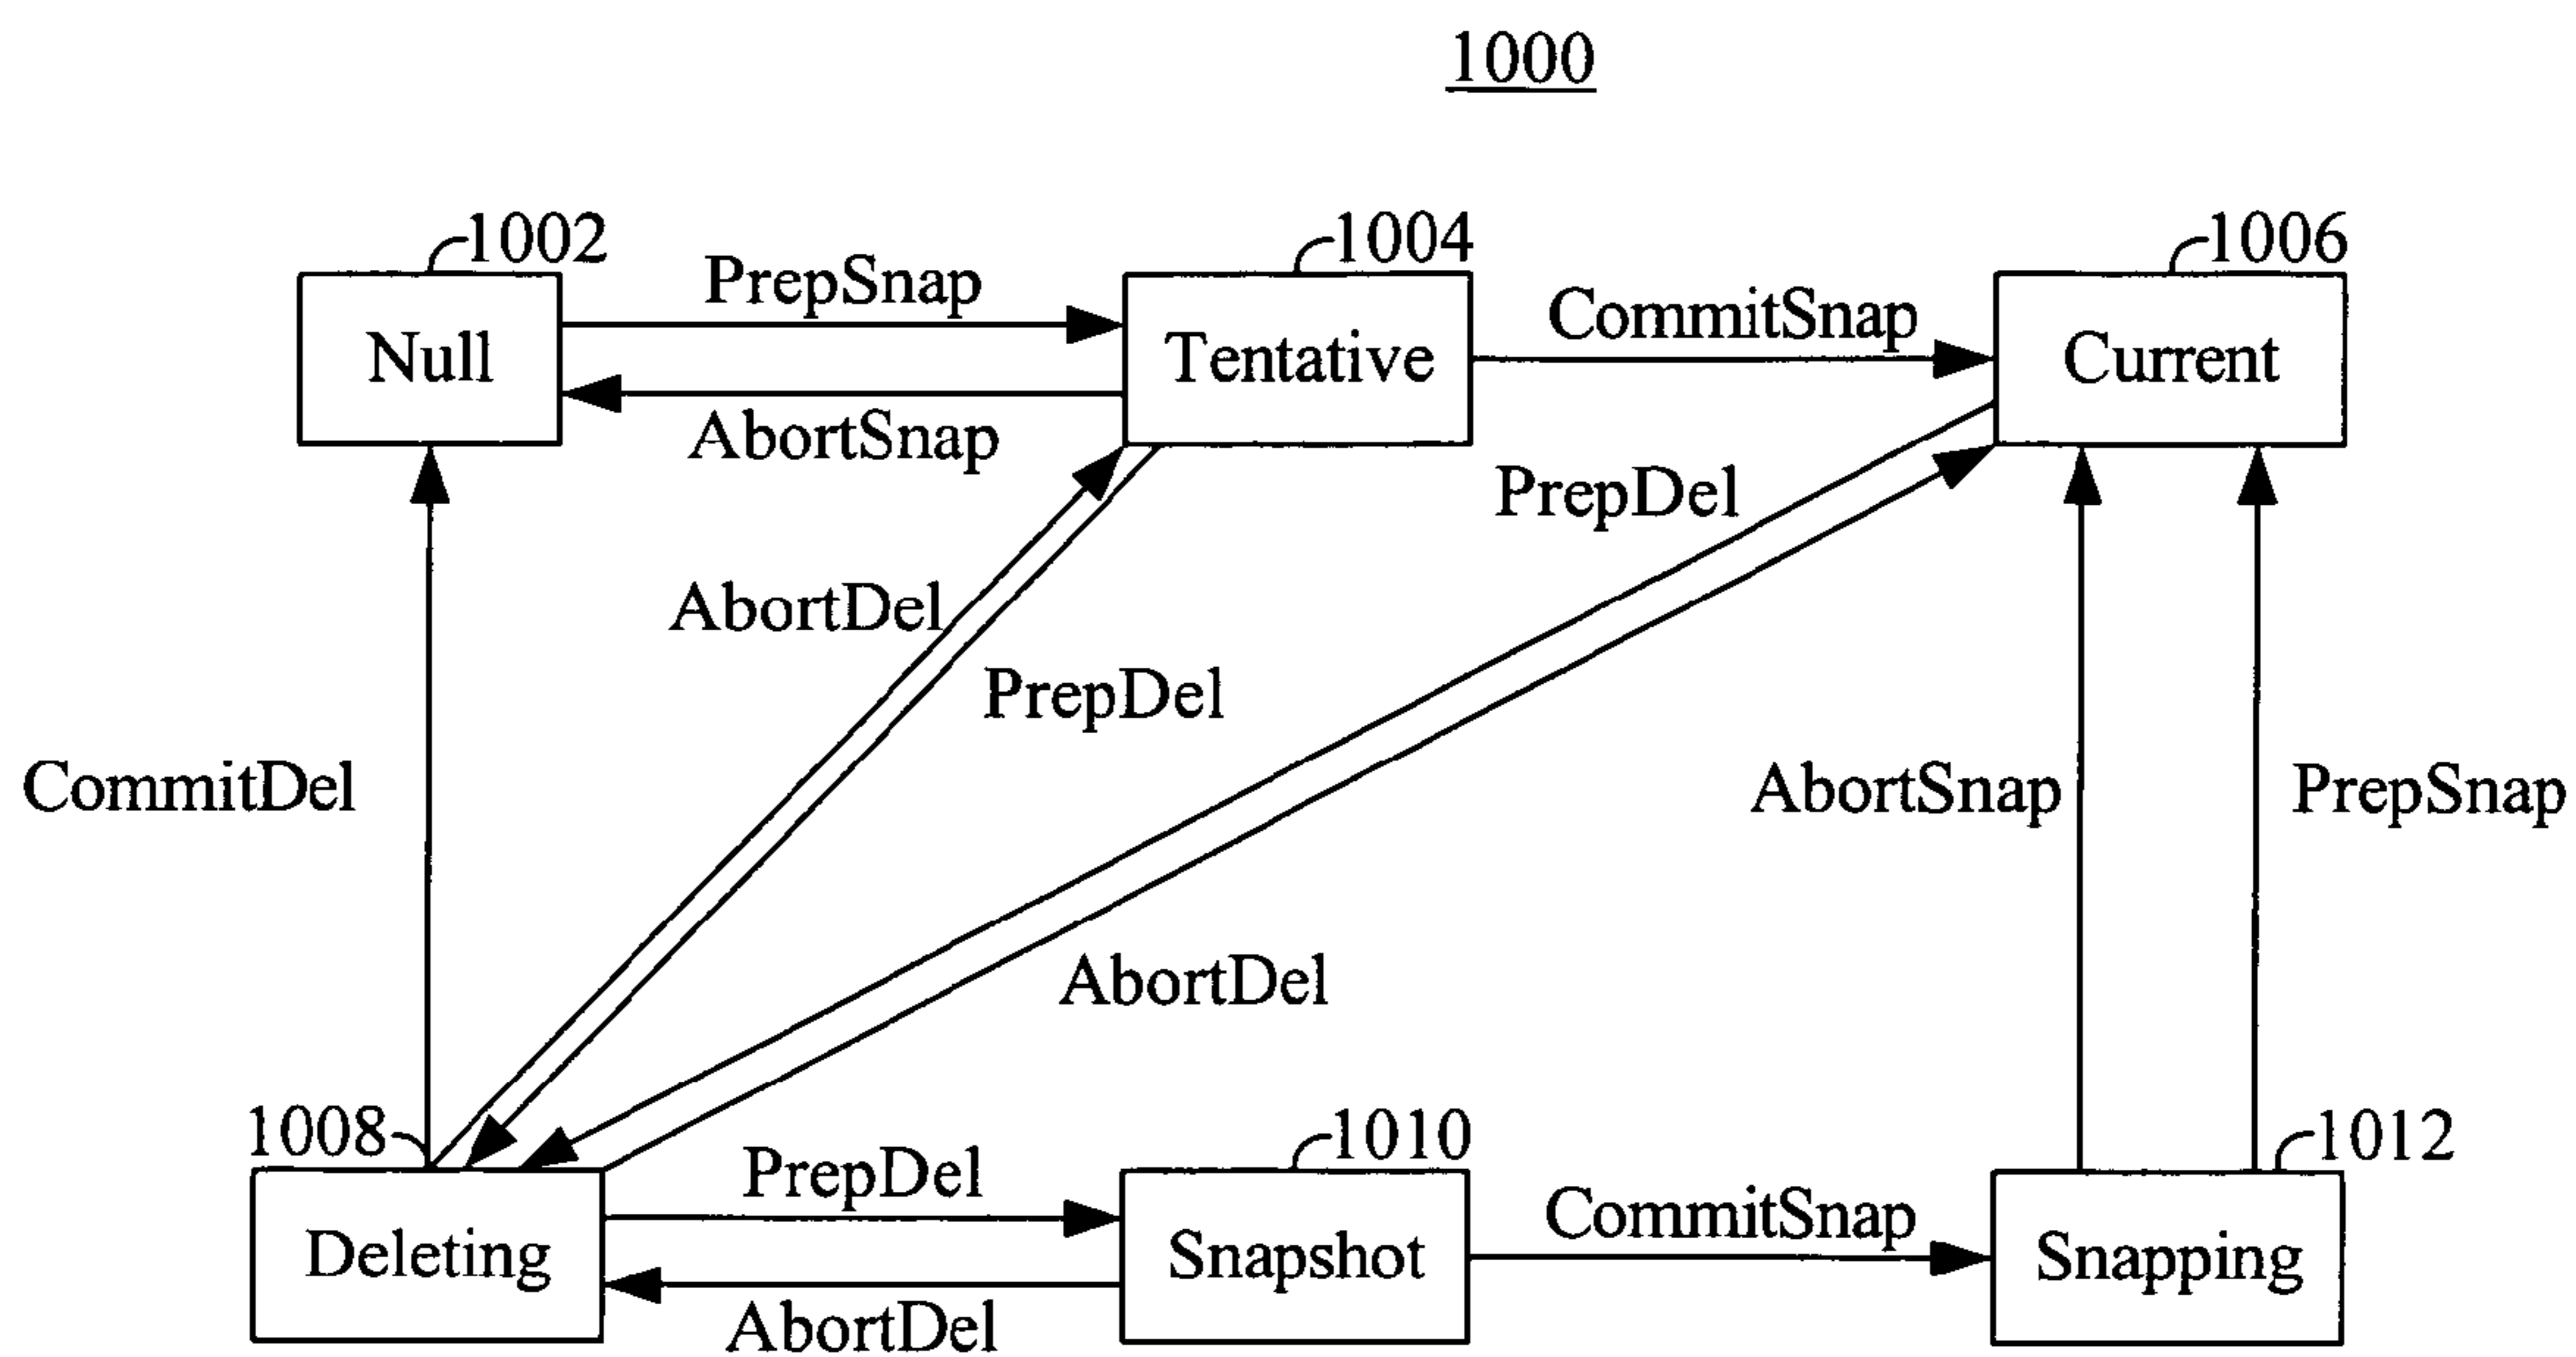 1000
1002
1004
1006
PrepSnap
CommitSnap
Null
Tentative
Current
AbortSnap
PrepDel
AbortDel
PrepDel
CommitDel
AbortSnap
PrepSnap
AbortDel
1008
1010
1012
PrepDel
CommitSnap
Deleting
Snapshot
Snapping
AbortDel